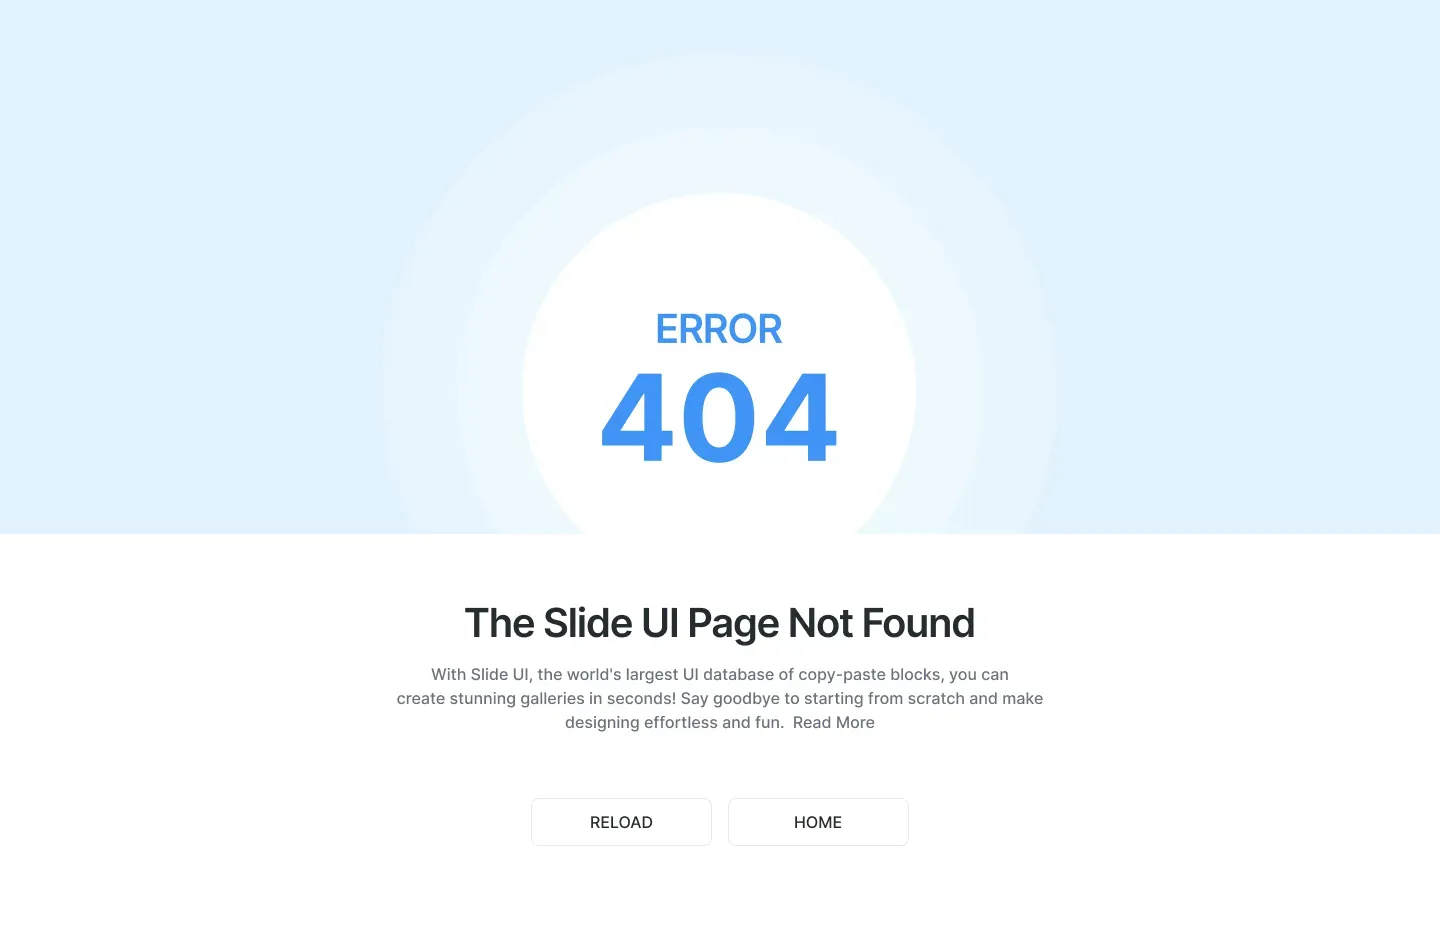 ERROR
404
The Slide UI Page Not Found
With Slide UI, the world's largest UI database of copy-paste blocks, you can
create stunning galleries in seconds! Say goodbye to starting from scratch and make
designing effortless and fun.  Read More
RELOAD
HOME